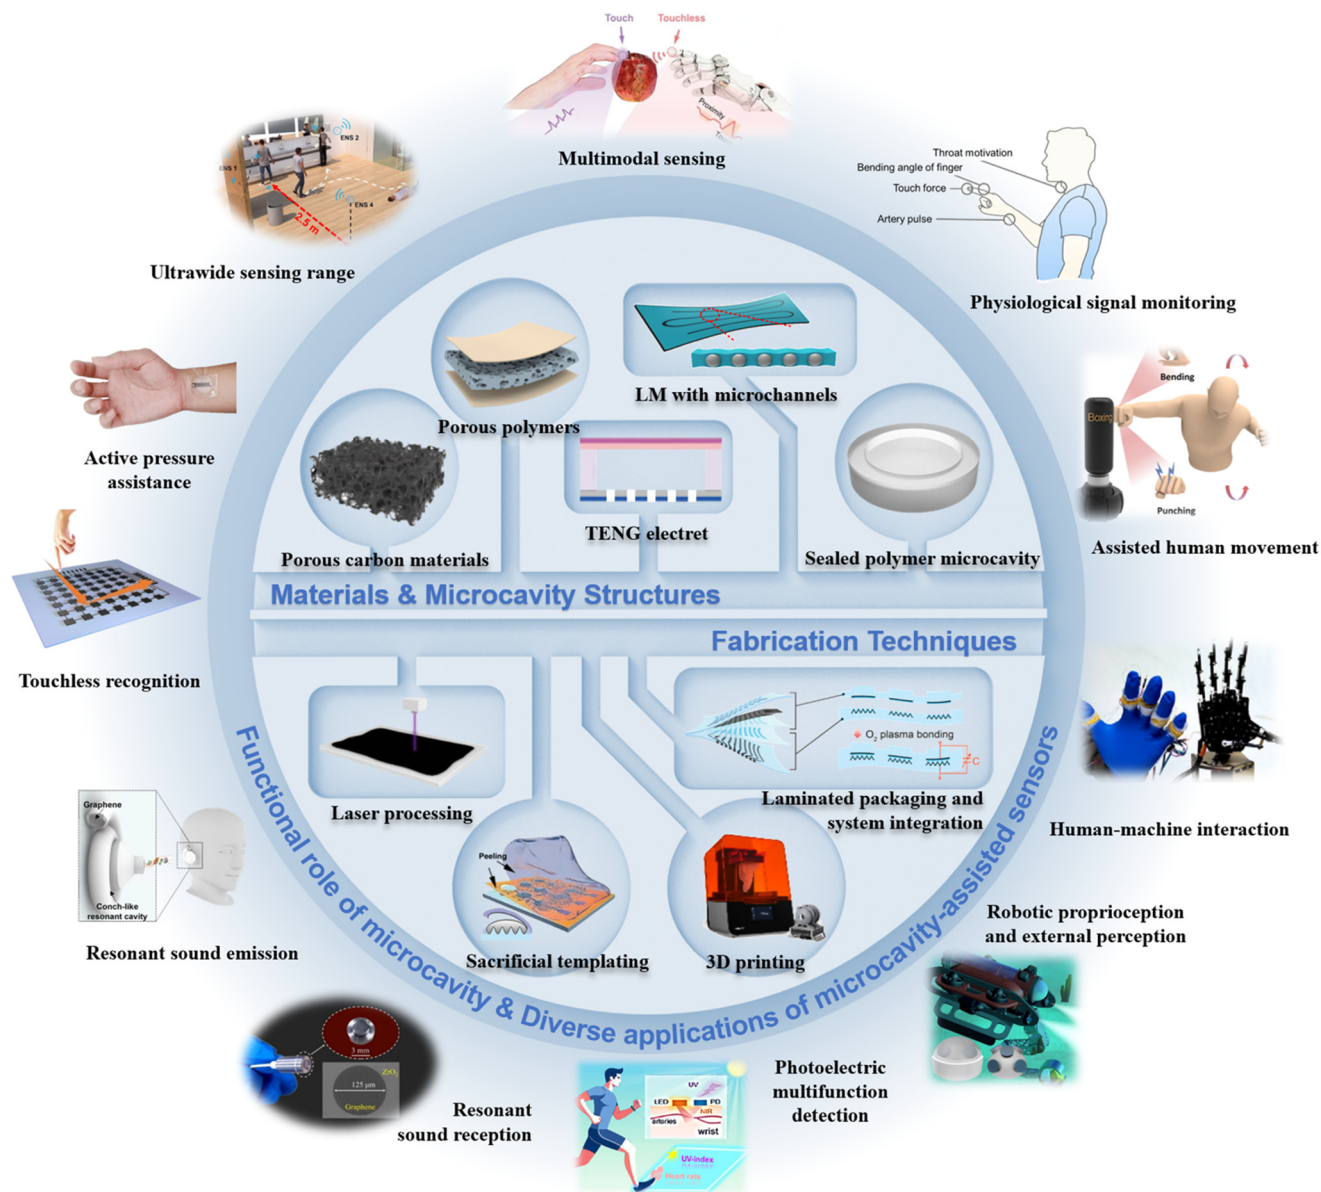 Touch
Touchless
Proximity
Multimodal sensing
ENS 1
ENS 2
ENS 4
2.5 m
Ultrawide sensing range
Throat motivation
Bending angle of finger
Touch force
Artery pulse
Physiological signal monitoring
Active pressure
assistance
Bending
Boxing
Punching
Assisted human movement
Porous polymers
LM with microchannels
Porous carbon materials
TENG electret
Sealed polymer microcavity
Materials & Microcavity Structures
Fabrication Techniques
Touchless recognition
Laser processing
O2 plasma bonding
C
Laminated packaging and
system integration
Peeling
Sacrificial templating
3D printing
Functional role of microcavity & Diverse applications of microcavity-assisted sensors
Human-machine interaction
Graphene
Conch-like
resonant cavity
Resonant sound emission
Robotic proprioception
and external perception
3 mm
ZrO2
125 μm
Graphene
Resonant
sound reception
UV
LED
PD
NIR
arteries
wrist
UV-index
Heart rate
Photoelectric
multifunction
detection